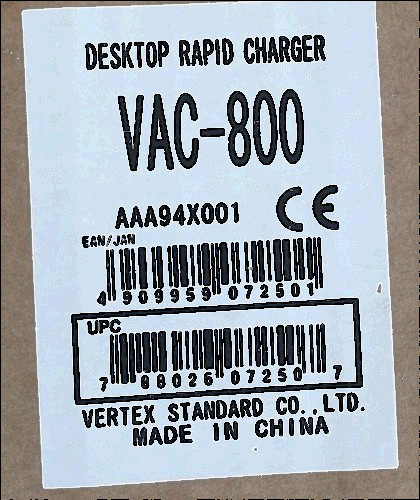 DESKTOP RAPID CHARGER
VAC-800
AAA94X001 CE
EAN/JAN
4 909959 072501
UPC
7 88026 07250 7
VERTEX STANDARD CO.,LTD.
MADE IN CHINA